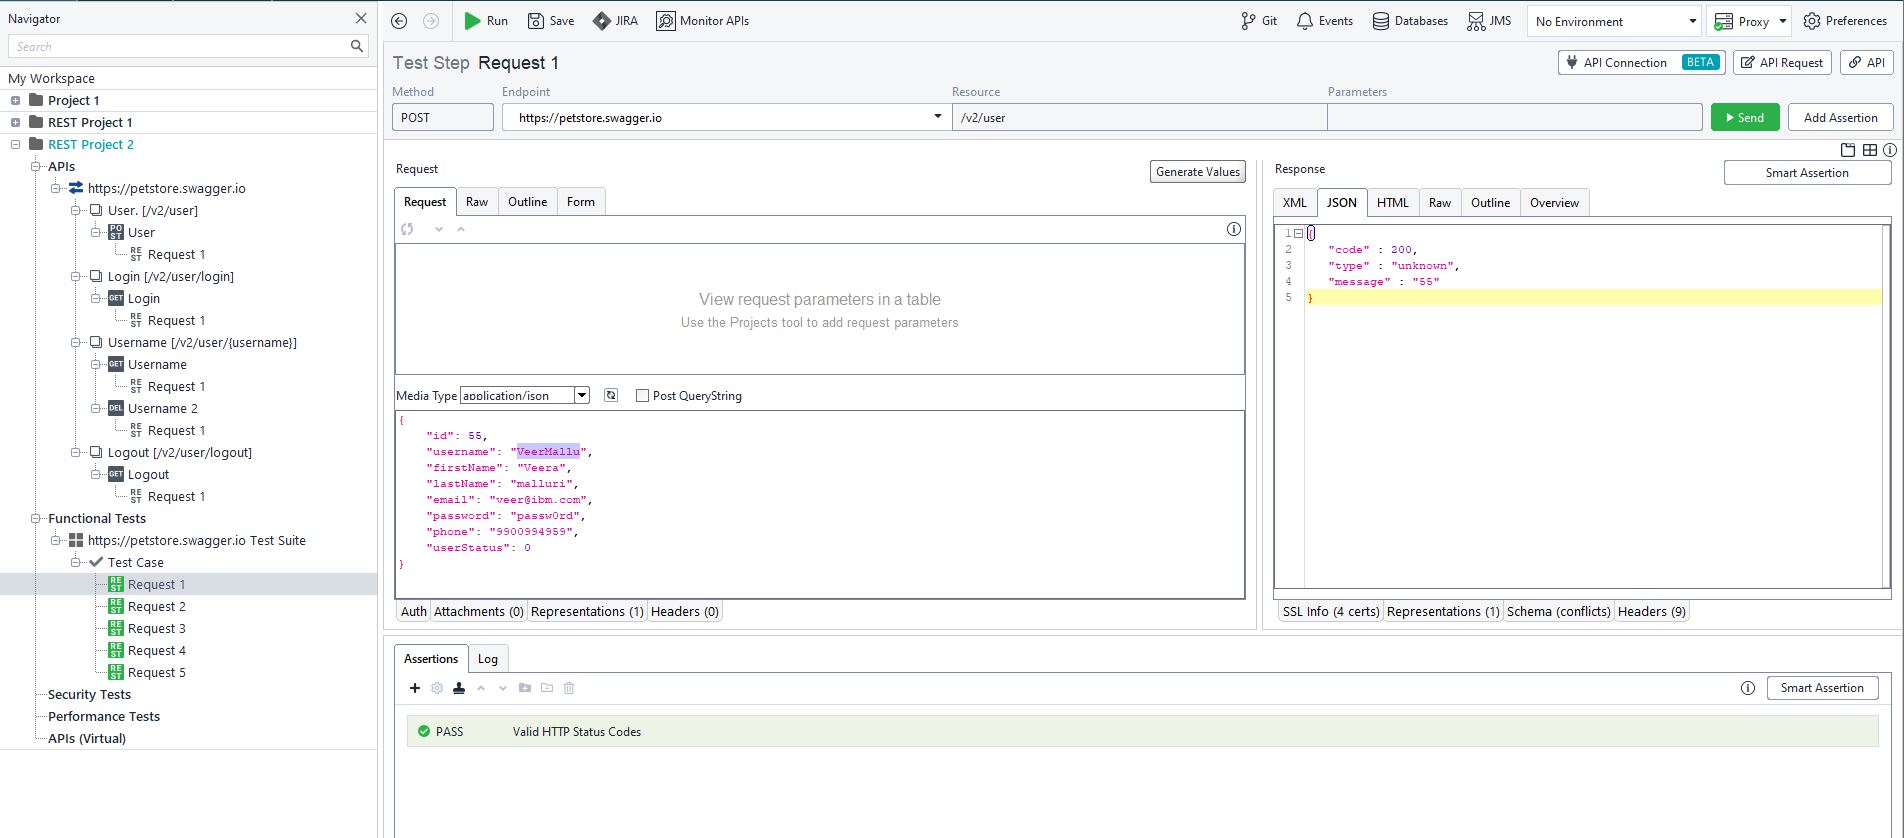 Navigator
Search
My Workspace
Project 1
REST Project 1
REST Project 2
APIs
https://petstore.swagger.io
User. [/v2/user]
POST User
REST Request 1
Login [/v2/user/login]
GET Login
REST Request 1
Username [/v2/user/{username}]
GET Username
REST Request 1
DEL Username 2
REST Request 1
Logout [/v2/user/logout]
GET Logout
REST Request 1
Functional Tests
https://petstore.swagger.io Test Suite
Test Case
REST Request 1
REST Request 2
REST Request 3
REST Request 4
REST Request 5
Security Tests
Performance Tests
APIs (Virtual)
Run Save JIRA Monitor APIs Git Events Databases JMS No Environment Proxy Preferences
Test Step Request 1 API Connection BETA API Request API
Method Endpoint Resource Parameters
POST https://petstore.swagger.io /v2/user Send Add Assertion
Request Generate Values
Request Raw Outline Form
View request parameters in a table
Use the Projects tool to add request parameters
Media Type application/json Post QueryString
{
"id": 55,
"username": "VeerMallu",
"firstName": "Veera",
"lastName": "malluri",
"email": "veer@ibm.com",
"password": "passw0rd",
"phone": "9900994959",
"userStatus": 0
}
Auth Attachments (0) Representations (1) Headers (0)
Response Smart Assertion
XML JSON HTML Raw Outline Overview
1 {
2 "code" : 200,
3 "type" : "unknown",
4 "message" : "55"
5 }
SSL Info (4 certs) Representations (1) Schema (conflicts) Headers (9)
Assertions Log
Smart Assertion
PASS Valid HTTP Status Codes